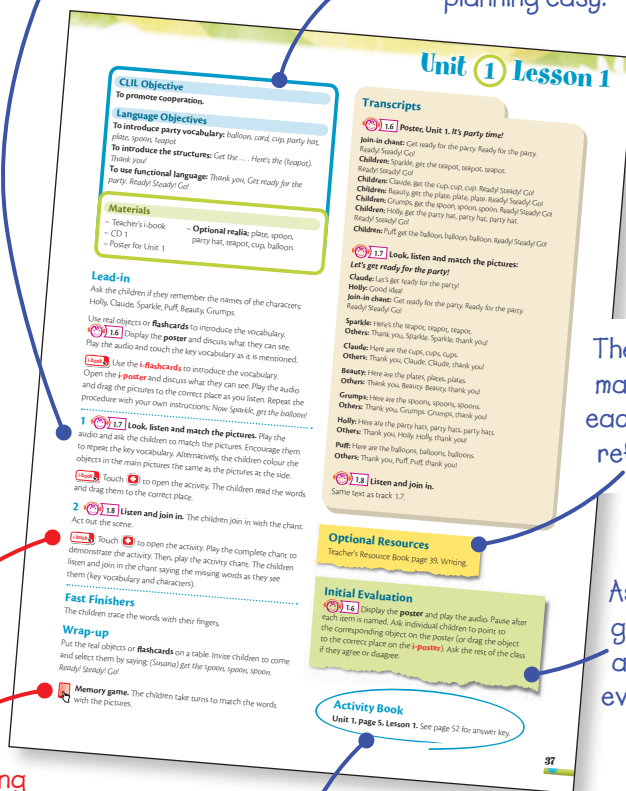 planning easy.
Unit 1 Lesson 1
CLIL Objective
To promote cooperation.
Language Objectives
To introduce party vocabulary: balloon, card, cup, party hat,
plate, spoon, teapot
To introduce the structures: Get the .... Here's the (teapot).
Thank you!
To use functional language: Thank you, Get ready for the
party. Ready! Steady! Go!
Materials
– Teacher's i-book
– CD 1
– Poster for Unit 1
– Optional realia: plate, spoon,
party hat, teapot, cup, balloon.
Lead-in
Ask the children if they remember the names of the characters:
Holly, Claude, Sparkle, Puff, Beauty, Grumps.
Use real objects or flashcards to introduce the vocabulary.
1.6 Display the poster and discuss what they can see.
Play the audio and touch the key vocabulary as it is mentioned.
i-book Use the i-flashcards to introduce the vocabulary.
Open the i-poster and discuss what they can see. Play the audio
and drag the pictures to the correct place as you listen. Repeat the
procedure with your own instructions: Now Sparkle, get the balloon!
1 1.7 Look, listen and match the pictures. Play the
audio and ask the children to match the pictures. Encourage them
to repeat the key vocabulary. Alternatively, the children colour the
objects in the main pictures the same as the pictures at the side.
i-book Touch to open the activity. The children read the words
and drag them to the correct place.
2 1.8 Listen and join in. The children join in with the chant.
Act out the scene.
i-book Touch to open the activity. Play the complete chant to
demonstrate the activity. Then, play the activity chant. The children
listen and join in the chant saying the missing words as they see
them (key vocabulary and characters).
Fast Finishers
The children trace the words with their fingers.
Wrap-up
Put the real objects or flashcards on a table. Invite children to come
and select them by saying: (Susana) get the spoon, spoon, spoon.
Ready! Steady! Go!
Memory game. The children take turns to match the words
with the pictures.
Transcripts
1.6 Poster, Unit 1. It's party time!
Join-in chant: Get ready for the party. Ready for the party.
Ready! Steady! Go!
Children: Sparkle, get the teapot, teapot, teapot.
Ready! Steady! Go!
Children: Claude, get the cup, cup, cup. Ready! Steady! Go!
Children: Beauty, get the plate, plate, plate. Ready! Steady! Go!
Children: Grumps, get the spoon, spoon, spoon. Ready! Steady! Go!
Children: Holly, get the party hat, party hat, party hat.
Ready! Steady! Go!
Children: Puff, get the balloon, balloon, balloon. Ready! Steady! Go!
1.7 Look, listen and match the pictures:
Let's get ready for the party!
Claude: Let's get ready for the party!
Holly: Good idea!
Join-in chant: Get ready for the party. Ready for the party.
Ready! Steady! Go!
Sparkle: Here's the teapot, teapot, teapot.
Others: Thank you, Sparkle. Sparkle, thank you!
Claude: Here are the cups, cups, cups.
Others: Thank you, Claude. Claude, thank you!
Beauty: Here are the plates, plates, plates.
Others: Thank you, Beauty. Beauty, thank you!
Grumps: Here are the spoons, spoons, spoons.
Others: Thank you, Grumps. Grumps, thank you!
Holly: Here are the party hats, party hats, party hats.
Others: Thank you, Holly. Holly, thank you!
Puff: Here are the balloons, balloons, balloons.
Others: Thank you, Puff. Puff, thank you!
1.8 Listen and join in.
Same text as track 1.7.
Optional Resources
Teacher's Resource Book page 39. Writing.
Initial Evaluation
1.6 Display the poster and play the audio. Pause after
each item is named. Ask individual children to point to
the corresponding object on the poster (or drag the object
to the correct place on the i-poster). Ask the rest of the class
if they agree or disagree.
Activity Book
Unit 1, page 5, Lesson 1. See page 52 for answer key.
37